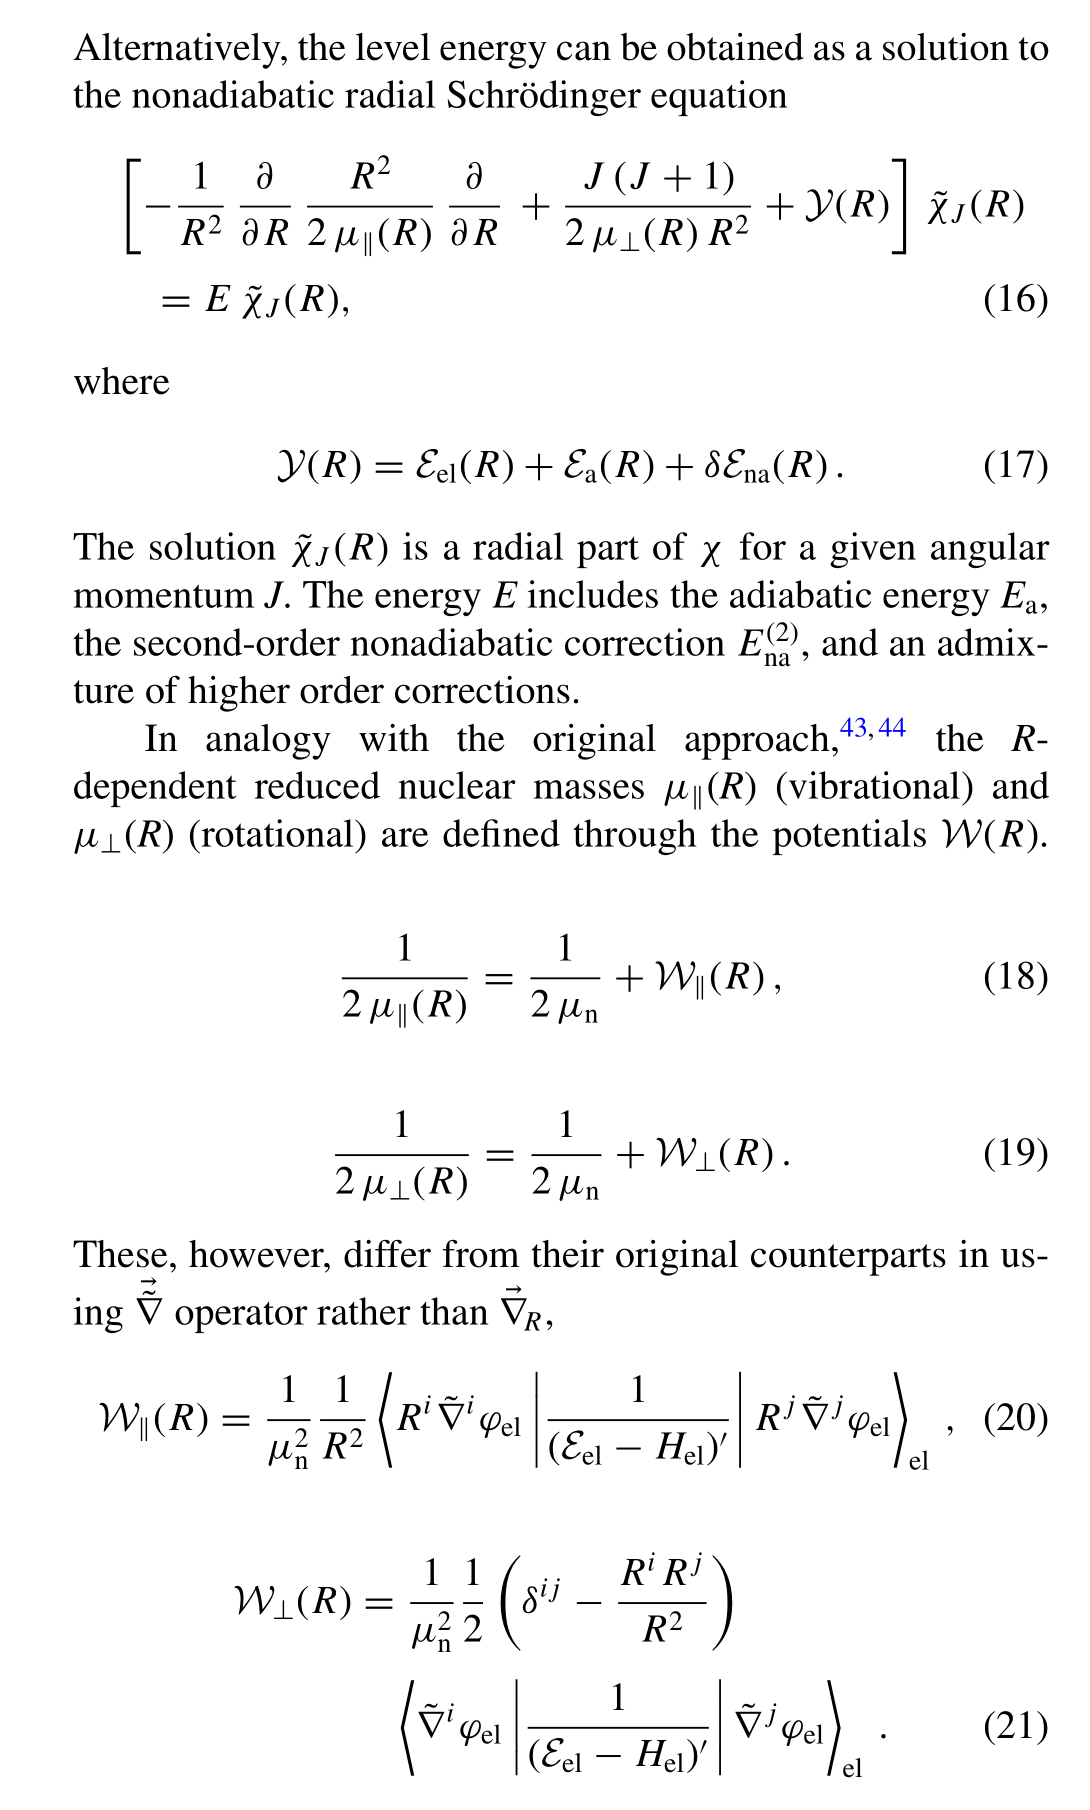 Alternatively, the level energy can be obtained as a solution to
the nonadiabatic radial Schrödinger equation
\left[ -\frac{1}{R^2} \frac{\partial}{\partial R} \frac{R^2}{2\,\mu_\parallel(R)} \frac{\partial}{\partial R} + \frac{J\,(J+1)}{2\,\mu_\perp(R)\,R^2} + \mathcal{Y}(R) \right] \tilde{\chi}_J(R)
= E\,\tilde{\chi}_J(R), (16)
where
\mathcal{Y}(R) = \mathcal{E}_{\rm el}(R) + \mathcal{E}_{\rm a}(R) + \delta\mathcal{E}_{\rm na}(R)\,. (17)
The solution \tilde{\chi}_J(R) is a radial part of \chi for a given angular
momentum J. The energy E includes the adiabatic energy E_{\rm a},
the second-order nonadiabatic correction E_{\rm na}^{(2)}, and an admix-
ture of higher order corrections.
In analogy with the original approach,^{43,44} the R-
dependent reduced nuclear masses \mu_\parallel(R) (vibrational) and
\mu_\perp(R) (rotational) are defined through the potentials \mathcal{W}(R).
\frac{1}{2\,\mu_\parallel(R)} = \frac{1}{2\,\mu_{\rm n}} + \mathcal{W}_\parallel(R)\,, (18)
\frac{1}{2\,\mu_\perp(R)} = \frac{1}{2\,\mu_{\rm n}} + \mathcal{W}_\perp(R)\,. (19)
These, however, differ from their original counterparts in us-
ing \vec{\tilde{\nabla}} operator rather than \vec{\nabla}_R,
\mathcal{W}_\parallel(R) = \frac{1}{\mu_{\rm n}^2} \frac{1}{R^2} \left\langle R^i \tilde{\nabla}^i \varphi_{\rm el} \left| \frac{1}{(\mathcal{E}_{\rm el} - H_{\rm el})'} \right| R^j \tilde{\nabla}^j \varphi_{\rm el} \right\rangle_{\rm el}, (20)
\mathcal{W}_\perp(R) = \frac{1}{\mu_{\rm n}^2} \frac{1}{2} \left( \delta^{ij} - \frac{R^i R^j}{R^2} \right)
\left\langle \tilde{\nabla}^i \varphi_{\rm el} \left| \frac{1}{(\mathcal{E}_{\rm el} - H_{\rm el})'} \right| \tilde{\nabla}^j \varphi_{\rm el} \right\rangle_{\rm el}. (21)